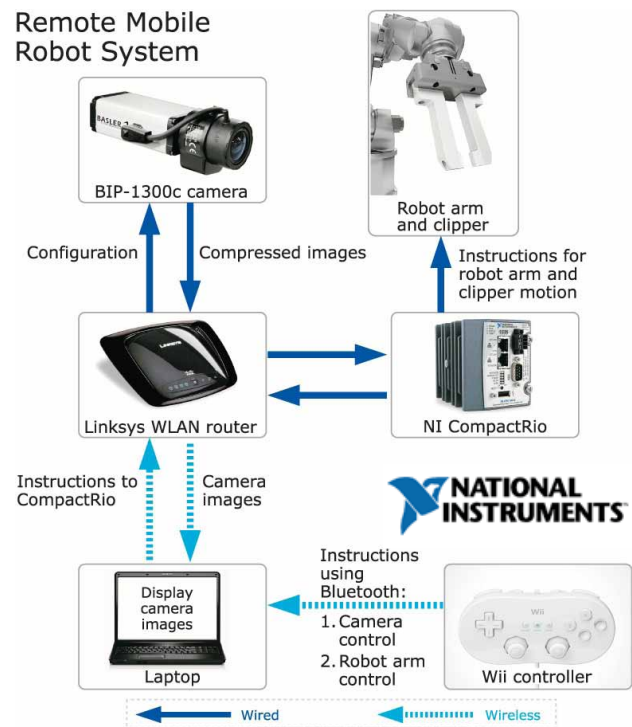 Remote Mobile
Robot System
BASLER
BIP-1300c camera
Robot arm
and clipper
Configuration
Compressed images
Instructions for
robot arm and
clipper motion
LINKSYS
Linksys WLAN router
NI CompactRio
Instructions to
CompactRio
Camera
images
NATIONAL
INSTRUMENTS
Display
camera
images
Laptop
Instructions
using
Bluetooth:
1. Camera
control
2. Robot arm
control
Wii
Wii controller
Wired
Wireless